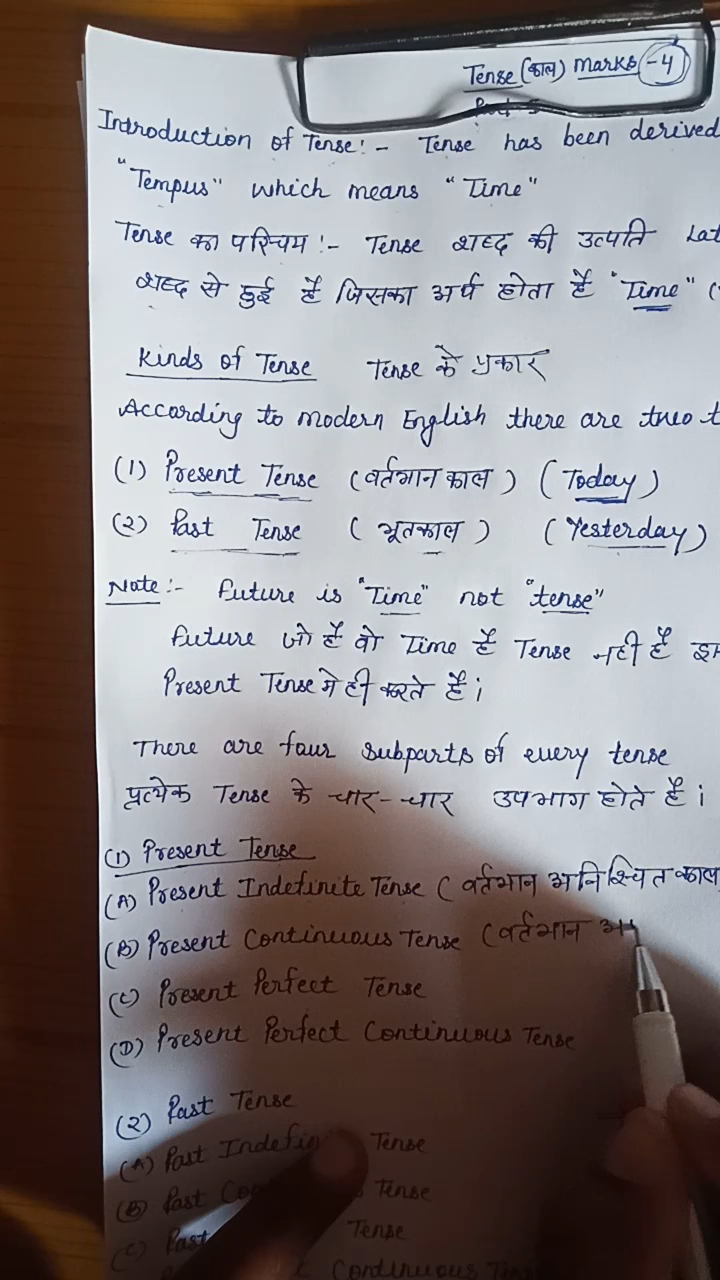 Tense (काल) Marks -4
Introduction of Tense:- Tense has been derived
"Tempus" which means "Time"
Tense का परिचय :- Tense शब्द की उत्पति Lat
शब्द से हुई है जिसका अर्थ होता है "Time" (
Kinds of Tense Tense के प्रकार
According to modern English there are two t
(1) Present Tense (वर्तमान काल) (Today)
(2) Past Tense (भूतकाल) (Yesterday)
Note :- Future is "Time" not "tense"
Future जो है वो Time है Tense नही है इस
Present Tense मे ही करते है।
There are four subparts of every tense
प्रत्येक Tense के चार-चार उपभाग होते है।
(1) Present Tense
(A) Present Indefinite Tense (वर्तमान अनिश्चित काल
(B) Present Continuous Tense (वर्तमान अ
(C) Present Perfect Tense
(D) Present Perfect Continuous Tense
(2) Past Tense
(A) Past Indefi Tense
(B) Past Co Tense
(C) Past Tense
Continuous